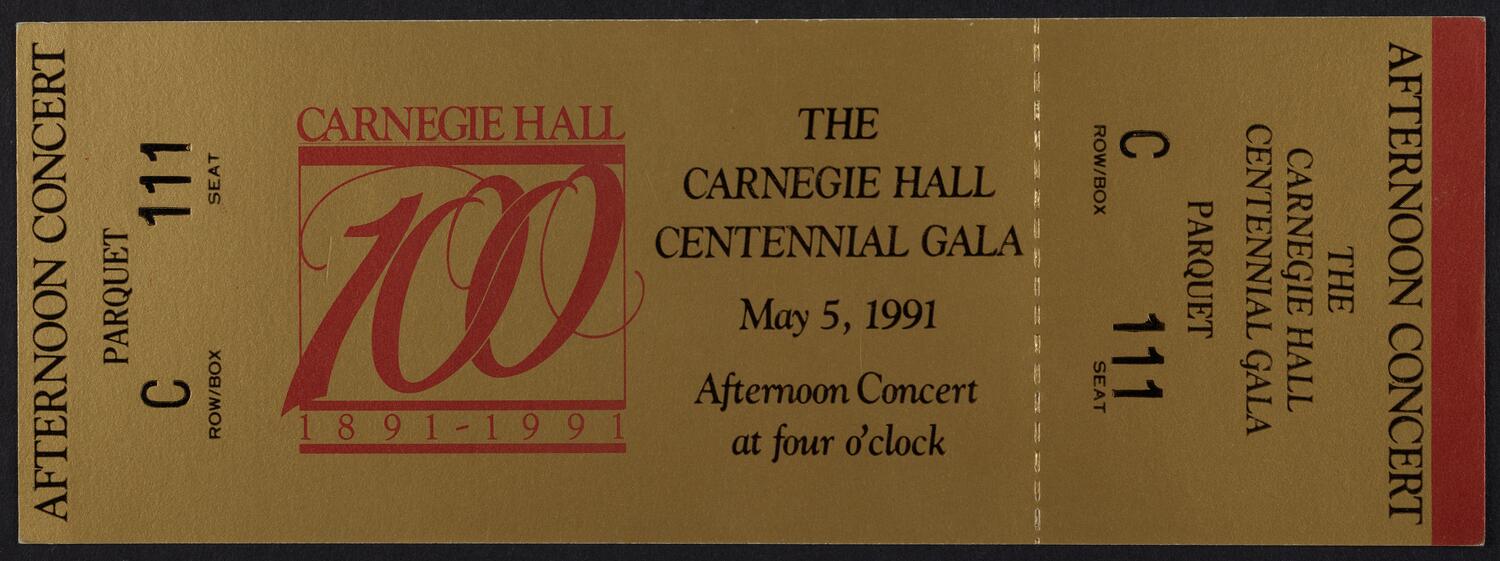 AFTERNOON CONCERT
PARQUET
C 111
ROW/BOX SEAT
CARNEGIE HALL
100
1891-1991
THE
CARNEGIE HALL
CENTENNIAL GALA
May 5, 1991
Afternoon Concert
at four o'clock
AFTERNOON CONCERT
THE
CARNEGIE HALL
CENTENNIAL GALA
PARQUET
C 111
ROW/BOX SEAT